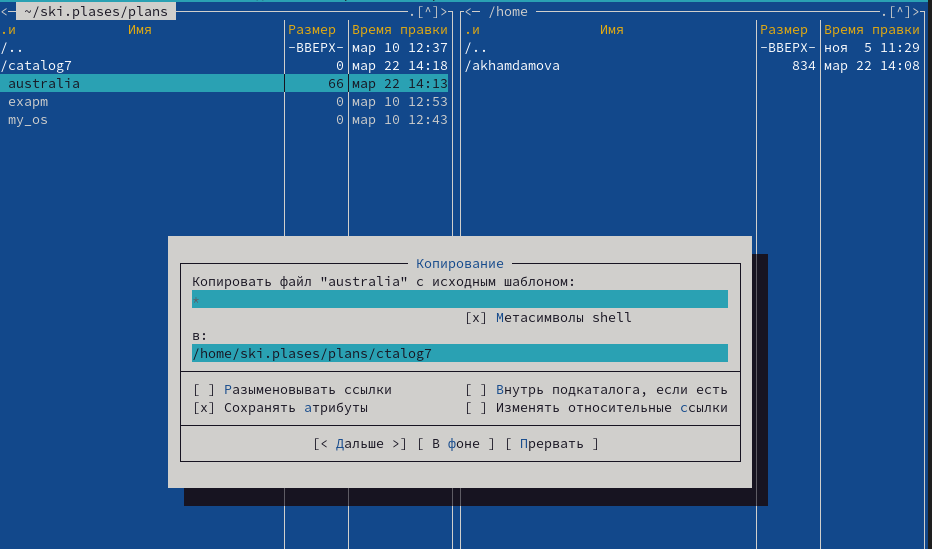 <─ ~/ski.plases/plans ─.[^]>
.и Имя Размер Время правки
/.. -ВВЕРХ- мар 10 12:37
/catalog7 0 мар 22 14:18
australia 66 мар 22 14:13
exapm 0 мар 10 12:53
my_os 0 мар 10 12:43
<─ /home ─.[^]>
.и Имя Размер Время правки
/.. -ВВЕРХ- ноя 5 11:29
/akhamdamova 834 мар 22 14:08
Копирование
Копировать файл "australia" с исходным шаблоном:
*
[x] Метасимволы shell
в:
/home/ski.plases/plans/ctalog7
[ ] Разыменовывать ссылки [ ] Внутрь подкаталога, если есть
[x] Сохранять атрибуты [ ] Изменять относительные ссылки
[< Дальше >] [ В фоне ] [ Прервать ]